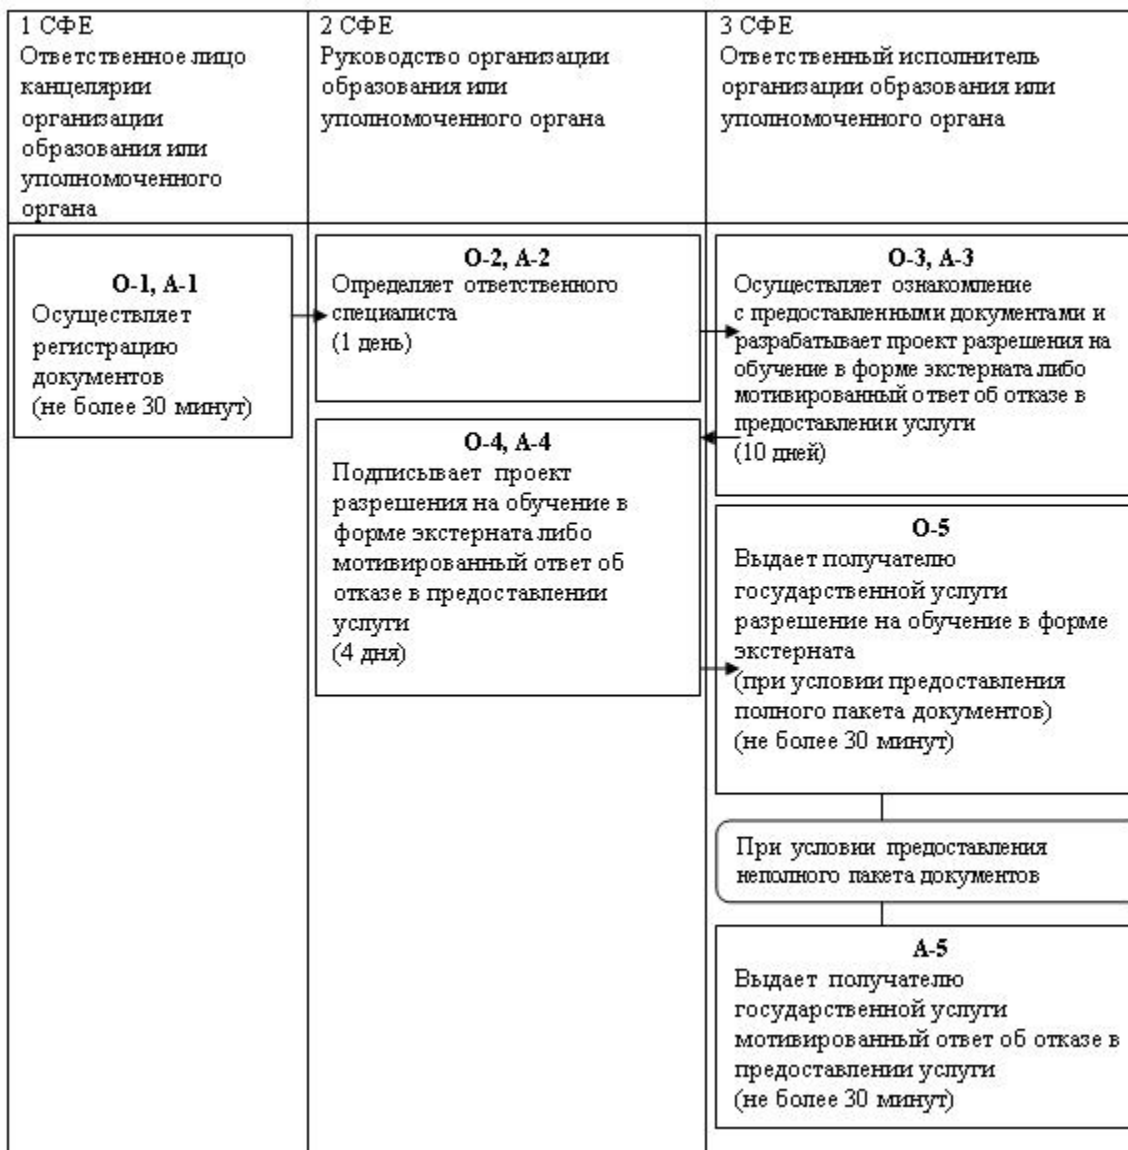 1 СФЕ
Ответственное лицо
канцелярии
организации
образования или
уполномоченного
органа
2 СФЕ
Руководство организации
образования или
уполномоченного органа
3 СФЕ
Ответственный исполнитель
организации образования или
уполномоченного органа
О-1, А-1
Осуществляет
регистрацию
документов
(не более 30 минут)
О-2, А-2
Определяет ответственного
специалиста
(1 день)
О-3, А-3
Осуществляет ознакомление
с предоставленными документами и
разрабатывает проект разрешения на
обучение в форме экстерната либо
мотивированный ответ об отказе в
предоставлении услуги
(10 дней)
О-4, А-4
Подписывает проект
разрешения на обучение в
форме экстерната либо
мотивированный ответ об
отказе в предоставлении
услуги
(4 дня)
О-5
Выдает получателю
государственной услуги
разрешение на обучение в форме
экстерната
(при условии предоставления
полного пакета документов)
(не более 30 минут)
При условии предоставления
неполного пакета документов
А-5
Выдает получателю
государственной услуги
мотивированный ответ об отказе в
предоставлении услуги
(не более 30 минут)